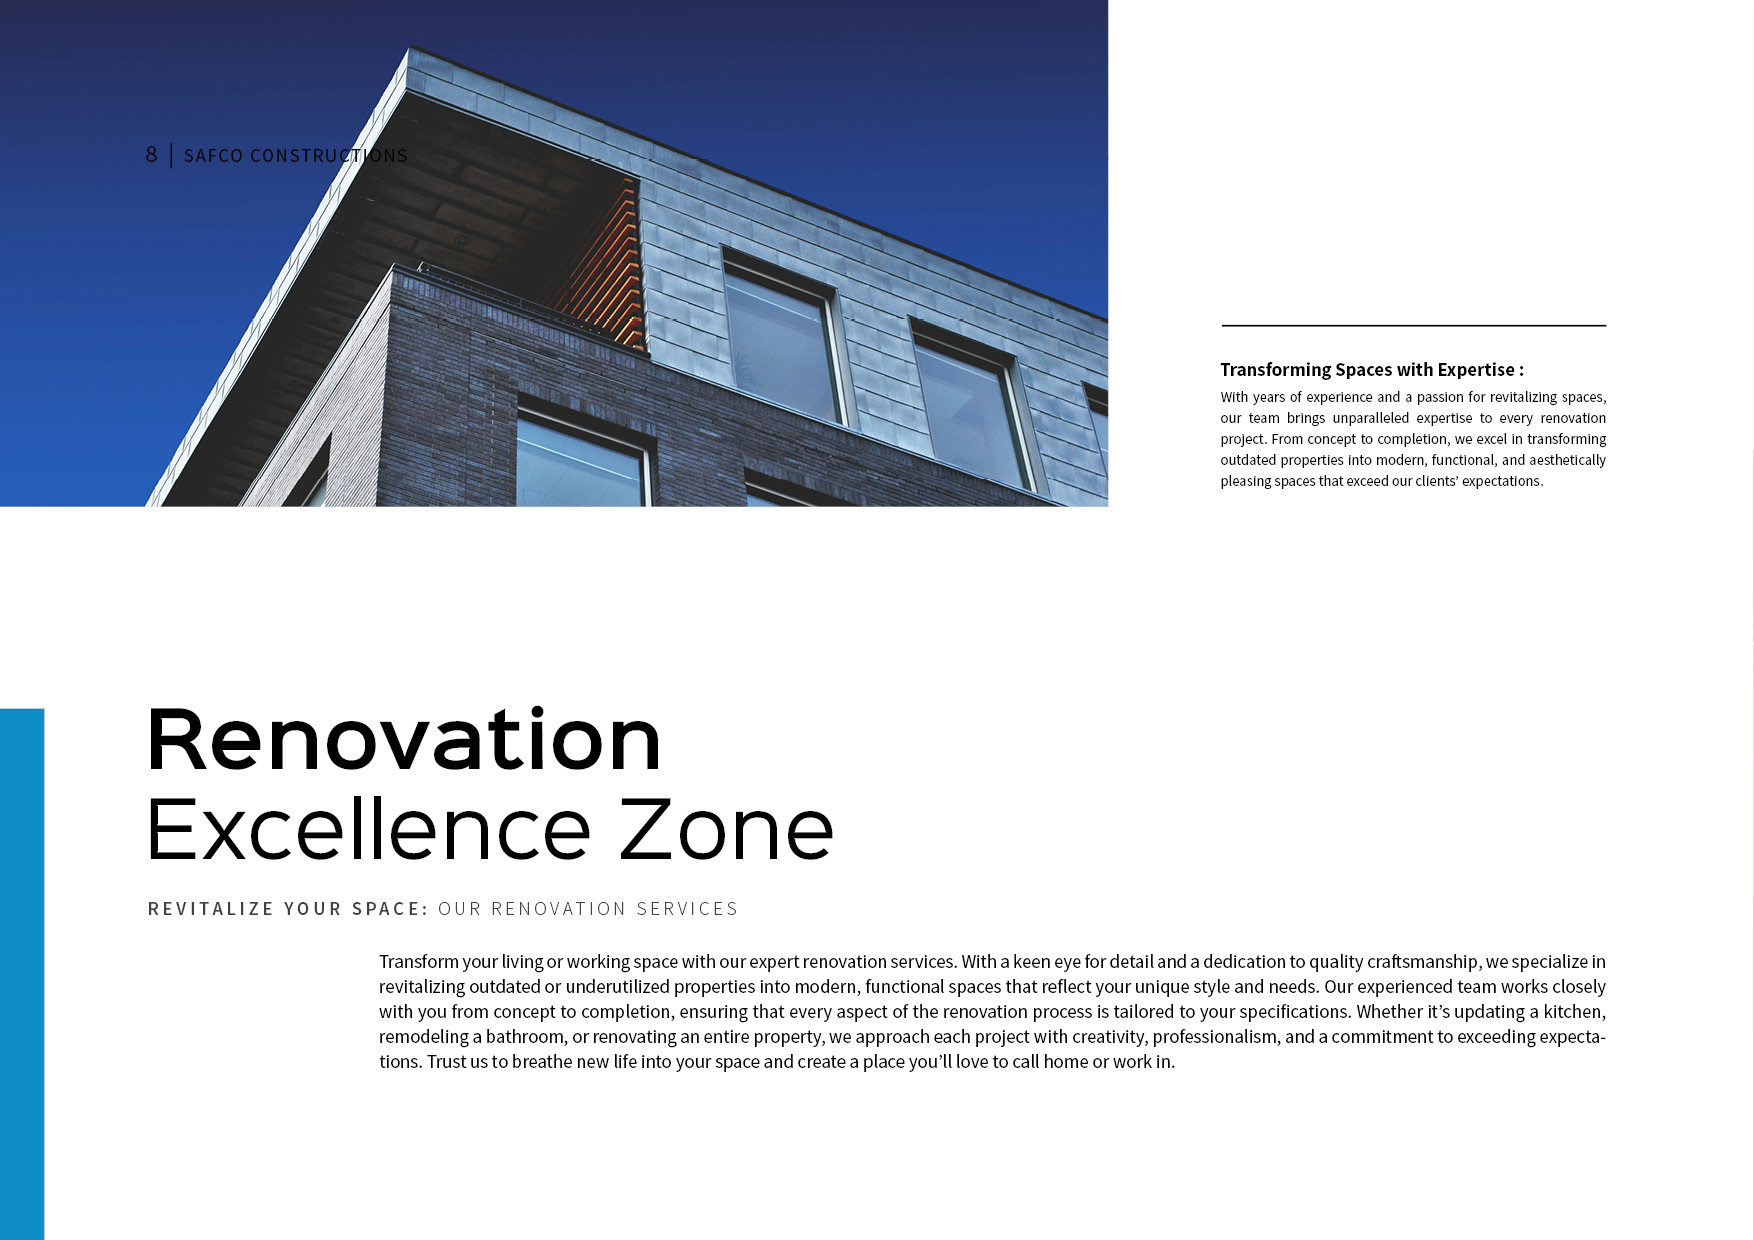 8 | SAFCO CONSTRUCTIONS
Transforming Spaces with Expertise :
With years of experience and a passion for revitalizing spaces,
our team brings unparalleled expertise to every renovation
project. From concept to completion, we excel in transforming
outdated properties into modern, functional, and aesthetically
pleasing spaces that exceed our clients’ expectations.
Renovation
Excellence Zone
REVITALIZE YOUR SPACE: OUR RENOVATION SERVICES
Transform your living or working space with our expert renovation services. With a keen eye for detail and a dedication to quality craftsmanship, we specialize in
revitalizing outdated or underutilized properties into modern, functional spaces that reflect your unique style and needs. Our experienced team works closely
with you from concept to completion, ensuring that every aspect of the renovation process is tailored to your specifications. Whether it’s updating a kitchen,
remodeling a bathroom, or renovating an entire property, we approach each project with creativity, professionalism, and a commitment to exceeding expecta-
tions. Trust us to breathe new life into your space and create a place you’ll love to call home or work in.